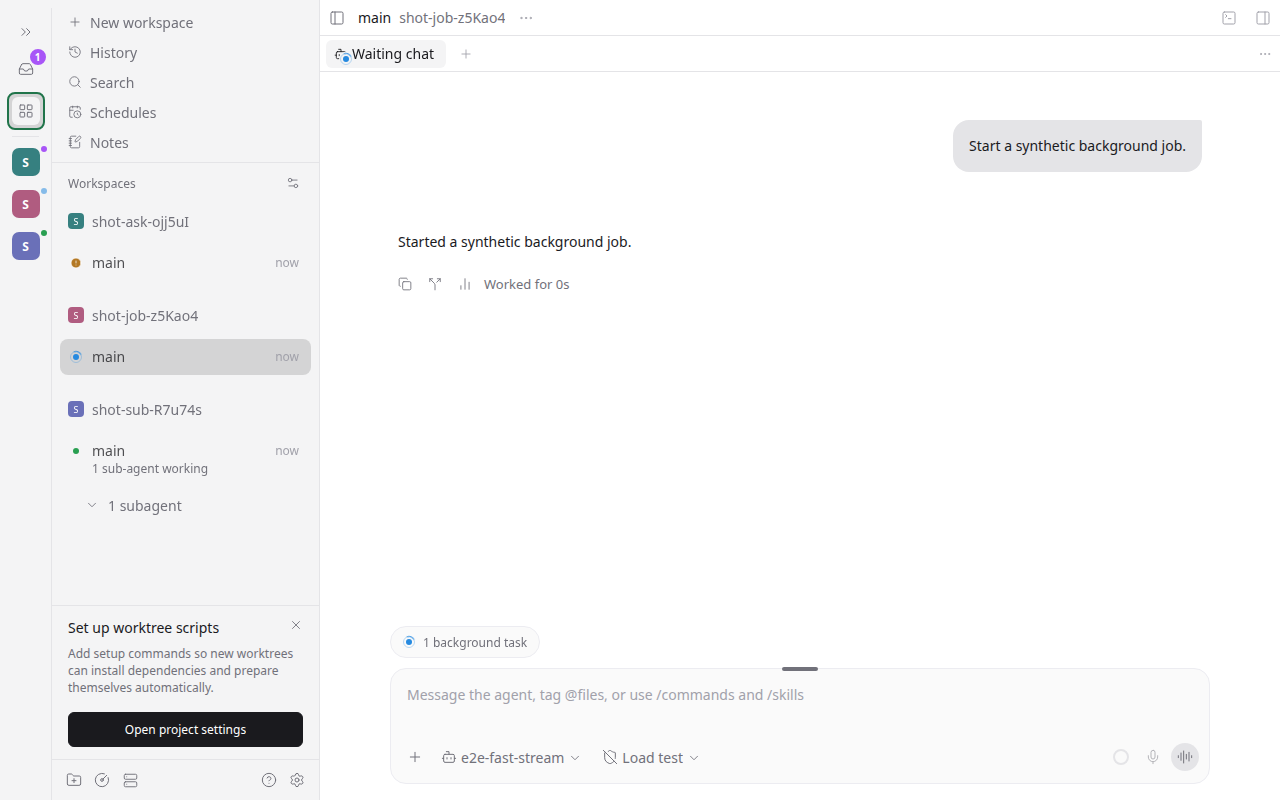 1
S
S
S
New workspace
History
Search
Schedules
Notes
Workspaces
S shot-ask-ojj5uI
main now
S shot-job-z5Kao4
main now
S shot-sub-R7u74s
main now
1 sub-agent working
1 subagent
Set up worktree scripts
Add setup commands so new worktrees
can install dependencies and prepare
themselves automatically.
Open project settings
main shot-job-z5Kao4
Waiting chat
Start a synthetic background job.
Started a synthetic background job.
Worked for 0s
1 background task
Message the agent, tag @files, or use /commands and /skills
e2e-fast-stream Load test